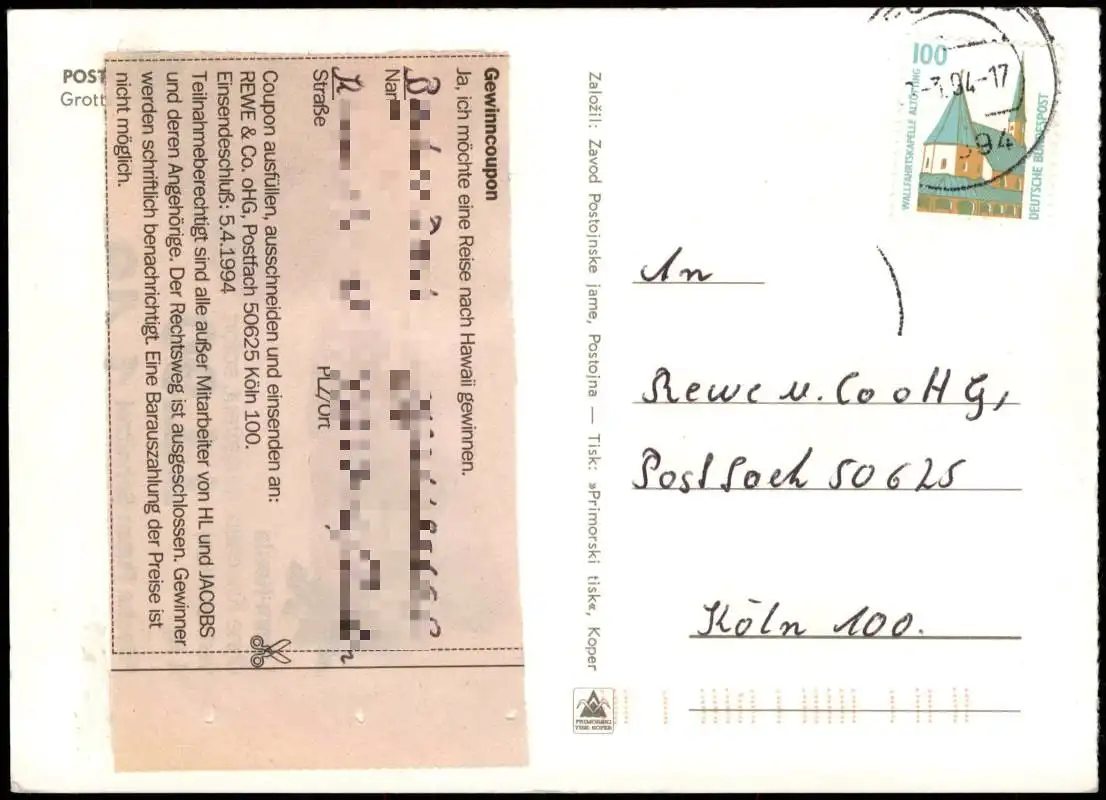 POST
Grott
Gewinncoupon
Ja, ich möchte eine Reise nach Hawaii gewinnen.
Straße
PLZ/Ort
Coupon ausfüllen, ausschneiden und einsenden an:
REWE & Co. oHG, Postfach 50625 Köln 100.
Einsendeschluß: 5.4.1994
Teilnahmeberechtigt sind alle außer Mitarbeiter von HL und JACOBS
und deren Angehörige. Der Rechtsweg ist ausgeschlossen. Gewinner
werden schriftlich benachrichtigt. Eine Barauszahlung der Preise ist
nicht möglich.
Založil: Zavod Postojnske jame, Postojna — Tisk: »Primorski tisk«, Koper
PRIMORSKI
TISK KOPER
100
WALLFAHRTSKAPELLE ALTÖTTING
DEUTSCHE BUNDESPOST
An
Rewe u. Co oHG,
Postfach 50625
Köln 100.